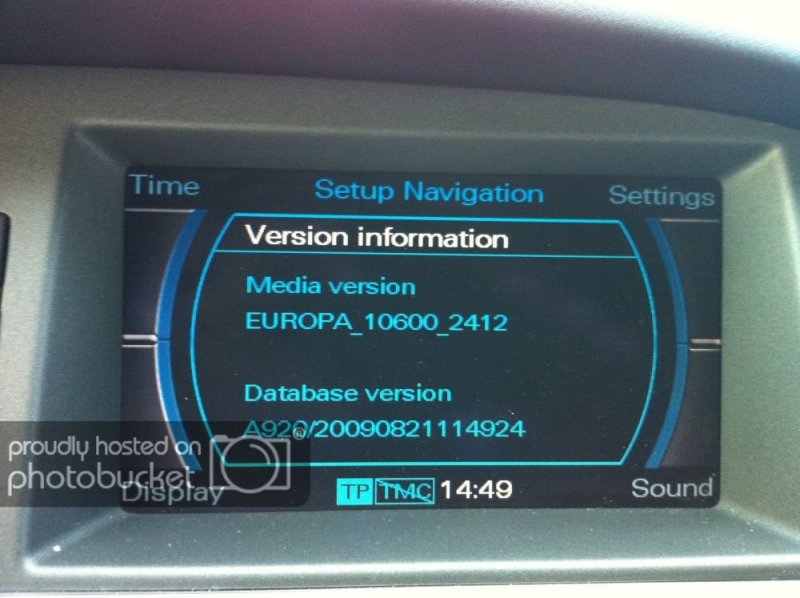 Time Setup Navigation Settings
Version information
Media version
EUROPA_10600_2412
Database version
A920/20090821114924
proudly hosted on
photobucket
®
Display TP TMC 14:49 Sound